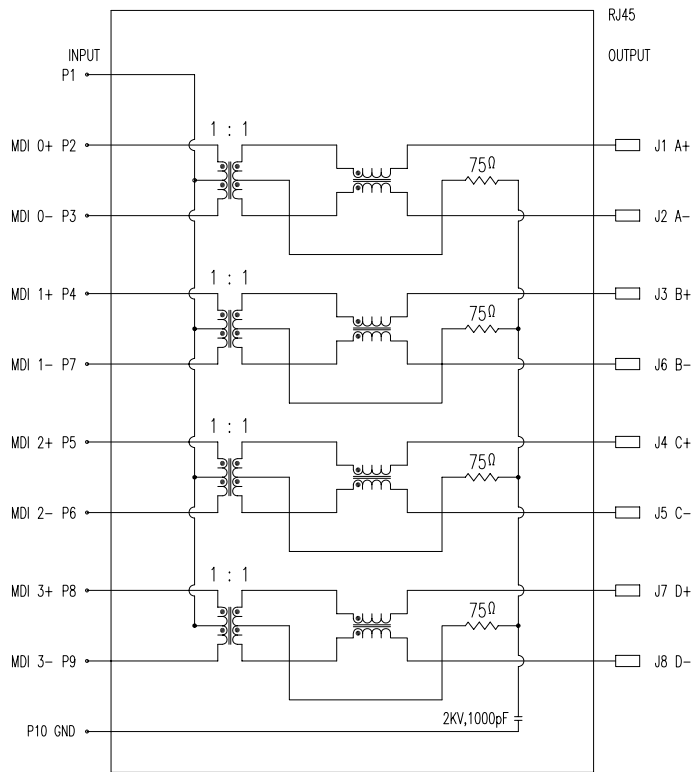 RJ45
INPUT
OUTPUT
P1
1 : 1
MDI 0+ P2
J1 A+
75Ω
MDI 0- P3
J2 A-
1 : 1
MDI 1+ P4
J3 B+
75Ω
MDI 1- P7
J6 B-
1 : 1
MDI 2+ P5
J4 C+
75Ω
MDI 2- P6
J5 C-
1 : 1
MDI 3+ P8
J7 D+
75Ω
MDI 3- P9
J8 D-
2KV,1000pF
P10 GND